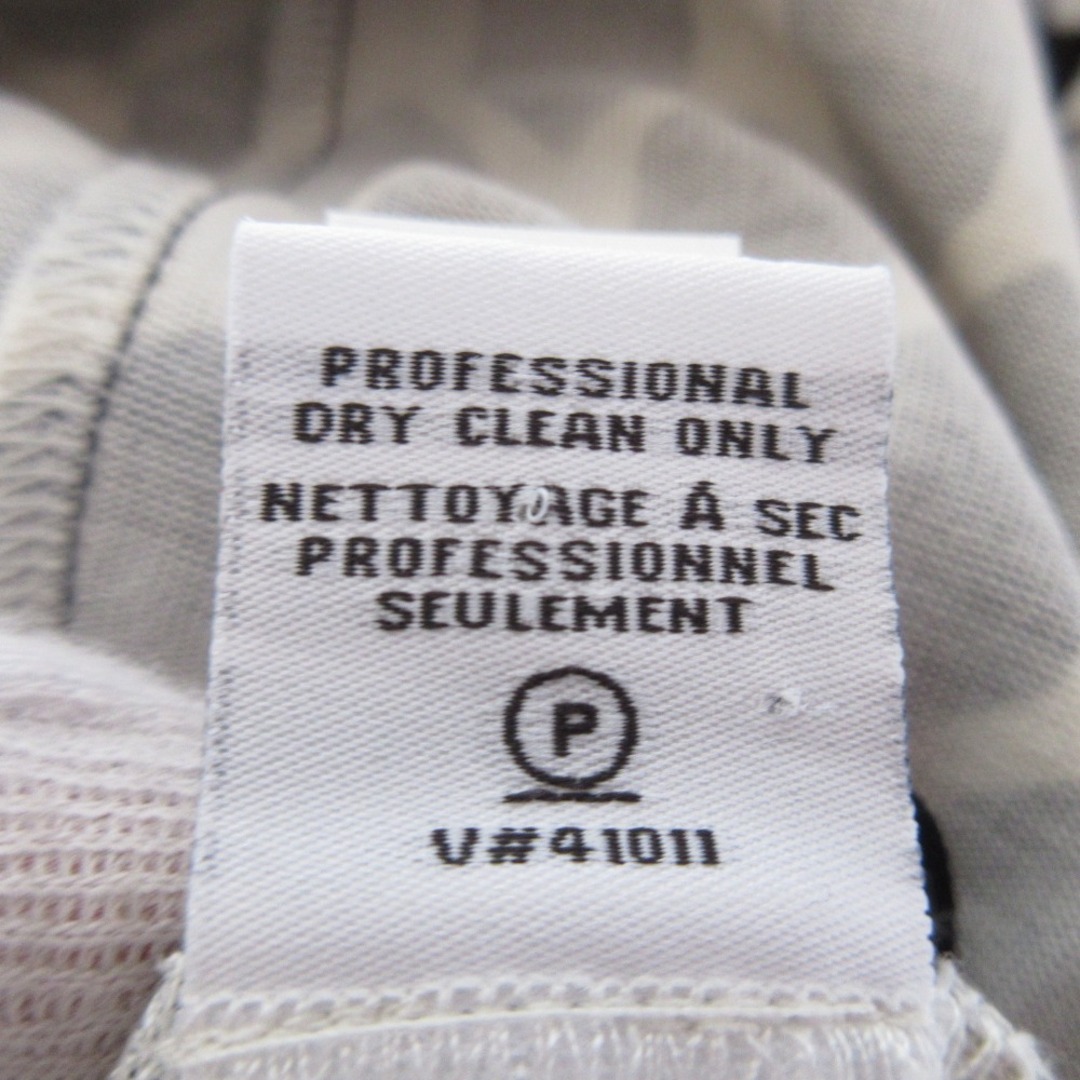 PROFESSIONAL
DRY CLEAN ONLY
NETTOYAGE Á SEC
PROFESSIONNEL
SEULEMENT
P
V#41011